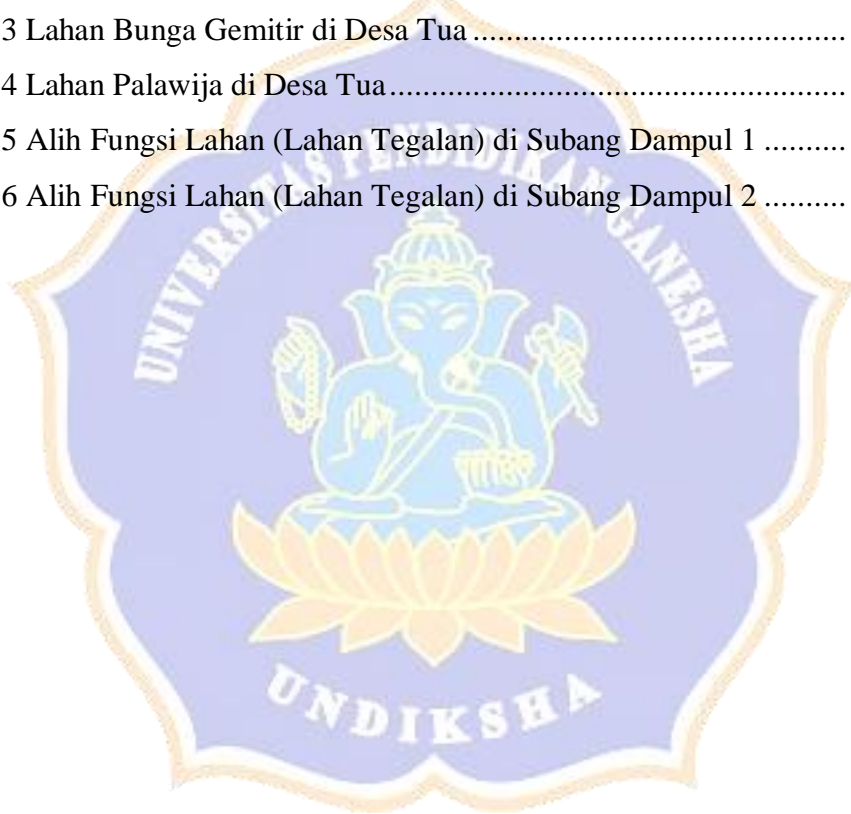 3 Lahan Bunga Gemitir di Desa Tua ............................................
4 Lahan Palawija di Desa Tua......................................................
5 Alih Fungsi Lahan (Lahan Tegalan) di Subang Dampul 1 ..........
6 Alih Fungsi Lahan (Lahan Tegalan) di Subang Dampul 2 ..........
UNIVERSITAS PENDIDIKAN GANESHA
UNDIKSHA